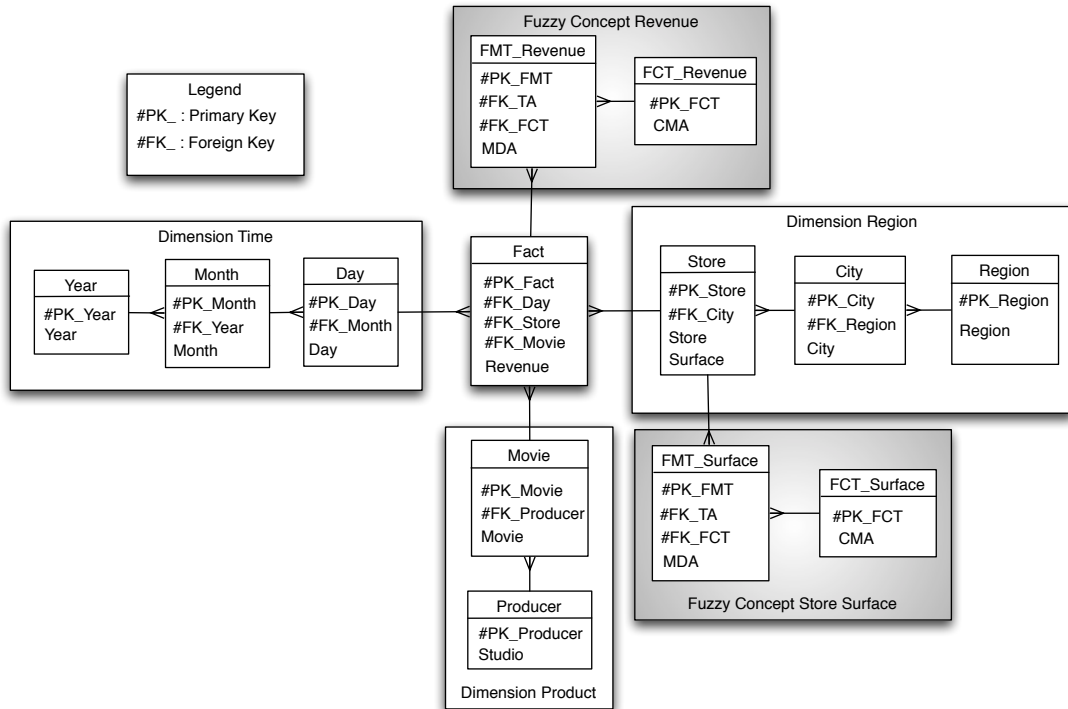 Fuzzy Concept Revenue
FMT_Revenue
#PK_FMT
#FK_TA
#FK_FCT
MDA
FCT_Revenue
#PK_FCT
CMA
Legend
#PK_ : Primary Key
#FK_ : Foreign Key
Dimension Time
Year
#PK_Year
Year
Month
#PK_Month
#FK_Year
Month
Day
#PK_Day
#FK_Month
Day
Fact
#PK_Fact
#FK_Day
#FK_Store
#FK_Movie
Revenue
Dimension Region
Store
#PK_Store
#FK_City
Store
Surface
City
#PK_City
#FK_Region
City
Region
#PK_Region
Region
Movie
#PK_Movie
#FK_Producer
Movie
Producer
#PK_Producer
Studio
Dimension Product
FMT_Surface
#PK_FMT
#FK_TA
#FK_FCT
MDA
FCT_Surface
#PK_FCT
CMA
Fuzzy Concept Store Surface